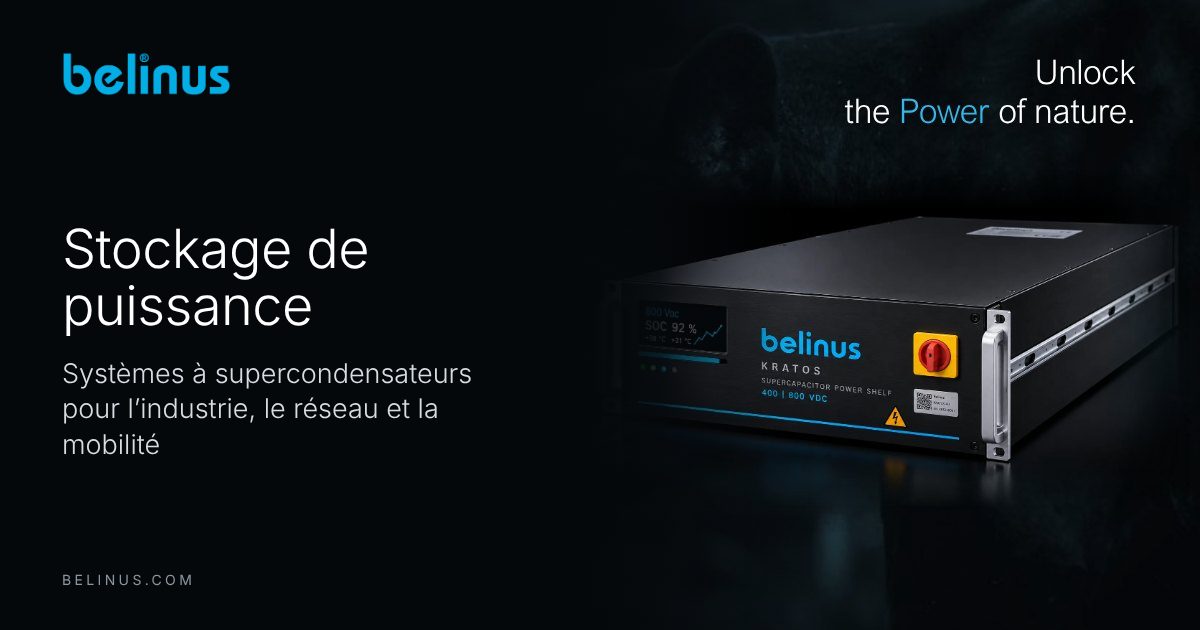 belinus®
Unlock
the Power of nature.
Stockage de
puissance
Systèmes à supercondensateurs
pour l’industrie, le réseau et la
mobilité
800 Vdc
SOC 92 %
belinus
KRATOS
SUPERCAPACITOR POWER SHELF
400 | 800 VDC
BELINUS.COM